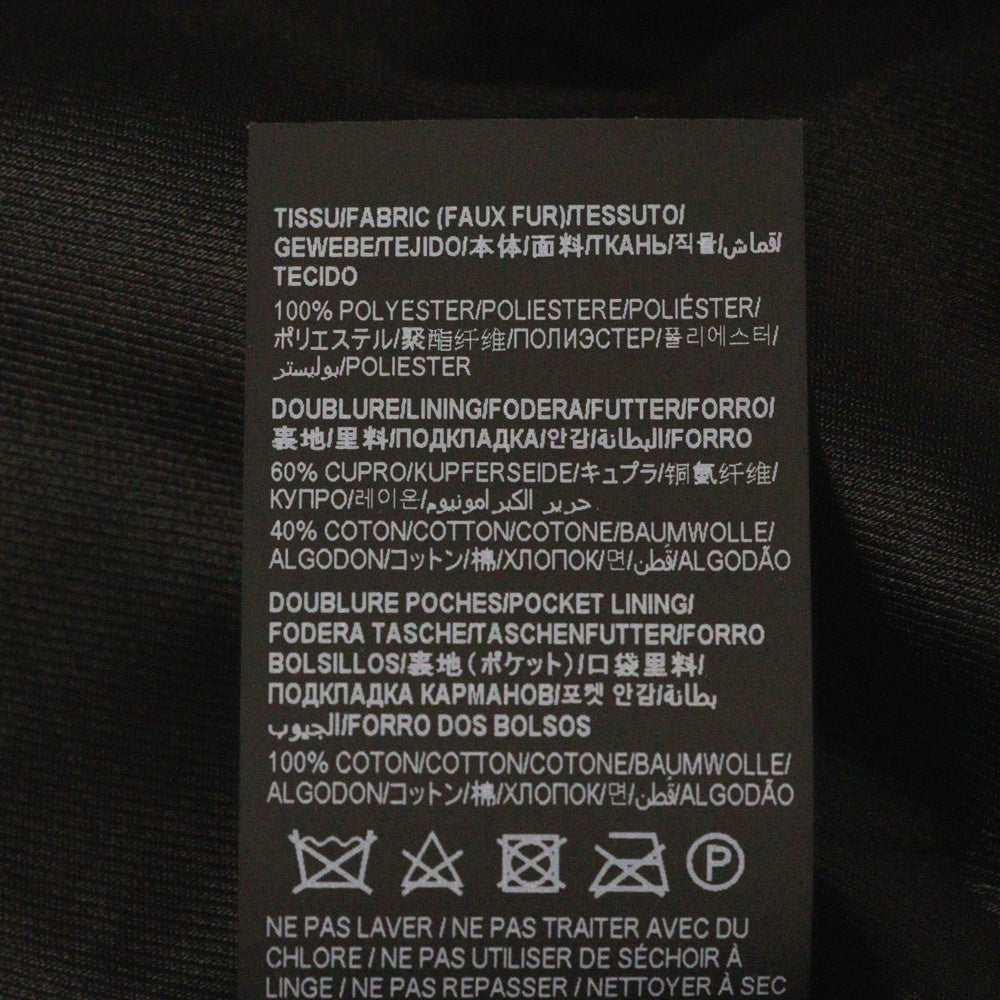 TISSU/FABRIC (FAUX FUR)/TESSUTO/
GEWEBE/TEJIDO/本体/面料/ТКАНЬ/직물/قماش/
TECIDO
100% POLYESTER/POLIESTERE/POLIÉSTER/
ポリエステル/聚酯纤维/ПОЛИЭСТЕР/폴리에스터/
بوليستر/POLIESTER
DOUBLURE/LINING/FODERA/FUTTER/FORRO/
裏地/里料/ПОДКЛАДКА/안감/البطانة/FORRO
60% CUPRO/KUPFERSEIDE/キュプラ/铜氨纤维/
КУПРО/레이온/حرير الكبرامونيوم
40% COTON/COTTON/COTONE/BAUMWOLLE/
ALGODON/コットン/棉/ХЛОПОК/면/قطن/ALGODÃO
DOUBLURE POCHES/POCKET LINING/
FODERA TASCHE/TASCHENFUTTER/FORRO
BOLSILLOS/裏地(ポケット)/口袋里料/
ПОДКЛАДКА КАРМАНОВ/포켓 안감/بطانة
الجيوب/FORRO DOS BOLSOS
100% COTON/COTTON/COTONE/BAUMWOLLE/
ALGODON/コットン/棉/ХЛОПОК/면/قطن/ALGODÃO
P
NE PAS LAVER / NE PAS TRAITER AVEC DU
CHLORE / NE PAS UTILISER DE SÉCHOIR À
LINGE / NE PAS REPASSER / NETTOYER À SEC